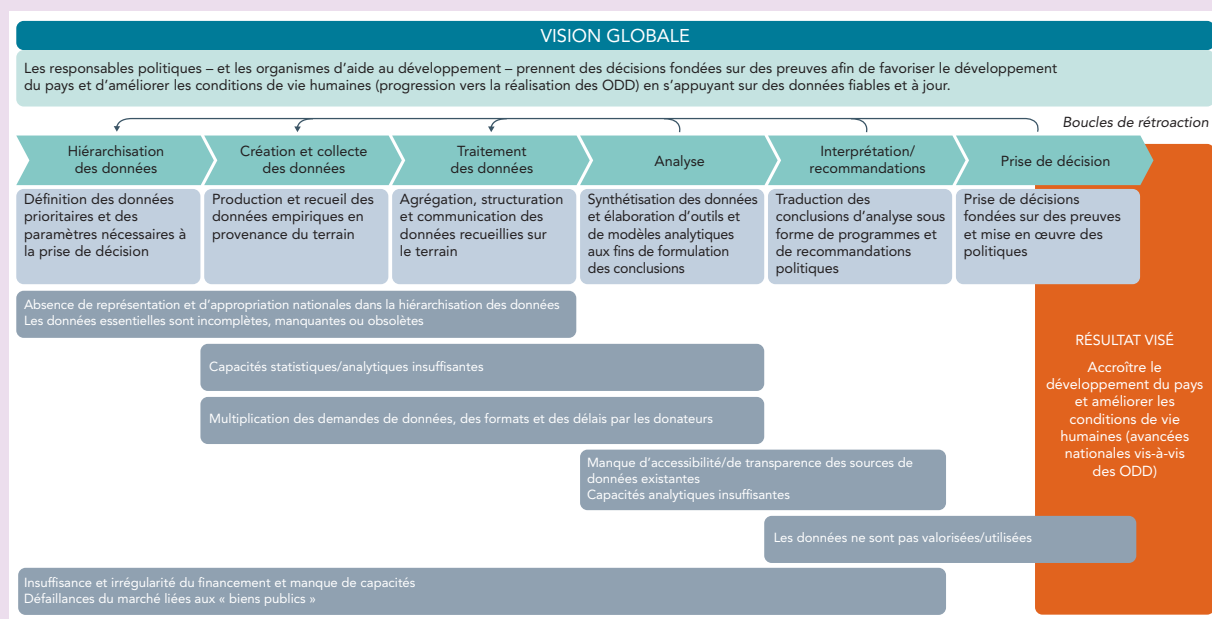 VISION GLOBALE
Les responsables politiques – et les organismes d'aide au développement – prennent des décisions fondées sur des preuves afin de favoriser le développement
du pays et d'améliorer les conditions de vie humaines (progression vers la réalisation des ODD) en s'appuyant sur des données fiables et à jour.
Boucles de rétroaction
Hiérarchisation
des données
Création et collecte
des données
Traitement
des données
Analyse
Interprétation/
recommandations
Prise de décision
Définition des données
prioritaires et des
paramètres nécessaires à
la prise de décision
Production et recueil des
données empiriques en
provenance du terrain
Agrégation, structuration
et communication des
données recueillies sur
le terrain
Synthétisation des données
et élaboration d'outils et
de modèles analytiques
aux fins de formulation
des conclusions
Traduction des
conclusions d'analyse sous
forme de programmes et
de recommandations
politiques
Prise de décisions
fondées sur des preuves
et mise en œuvre des
politiques
Absence de représentation et d'appropriation nationales dans la hiérarchisation des données
Les données essentielles sont incomplètes, manquantes ou obsolètes
Capacités statistiques/analytiques insuffisantes
Multiplication des demandes de données, des formats et des délais par les donateurs
Manque d'accessibilité/de transparence des sources de
données existantes
Capacités analytiques insuffisantes
Les données ne sont pas valorisées/utilisées
Insuffisance et irrégularité du financement et manque de capacités
Défaillances du marché liées aux « biens publics »
RÉSULTAT VISÉ
Accroître le
développement du pays
et améliorer les
conditions de vie
humaines (avancées
nationales vis-à-vis
des ODD)